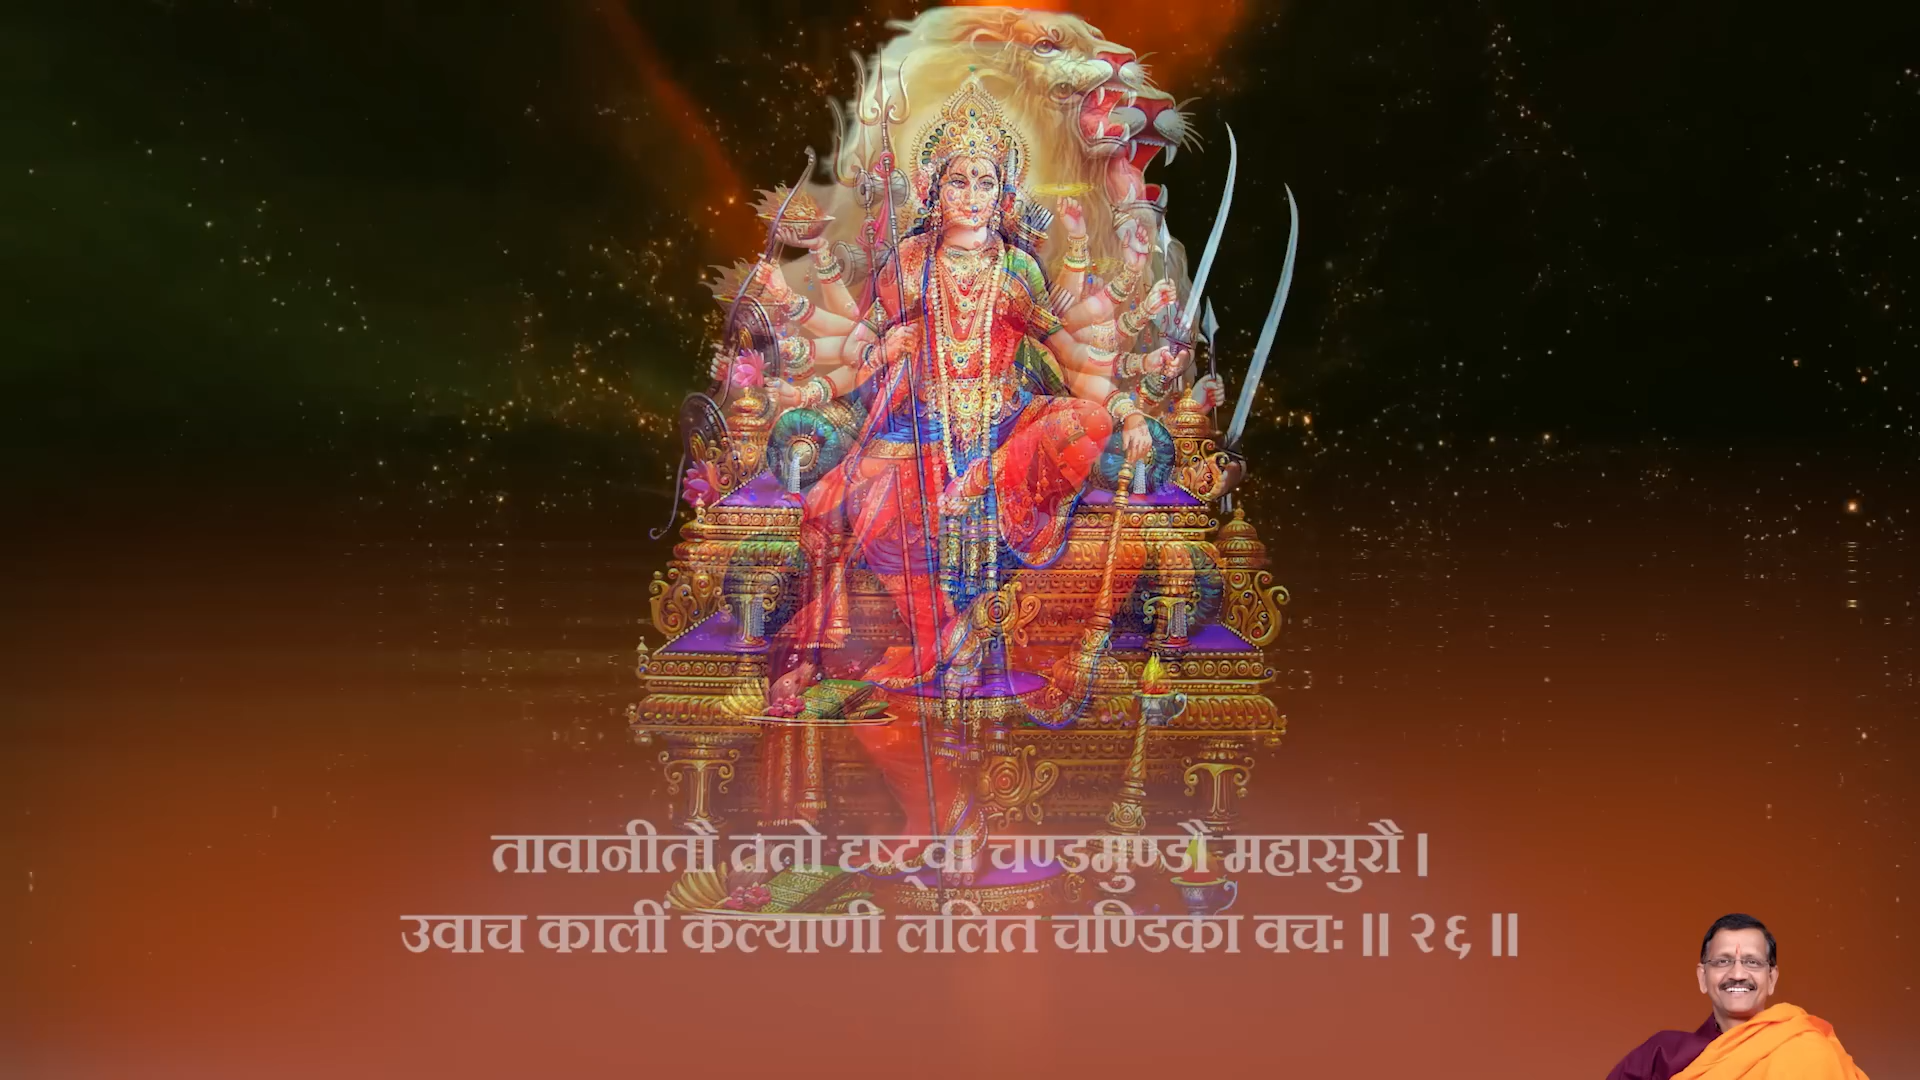 तावानीतौ ततो दृष्ट्वा चण्डमुण्डौ महासुरौ।
उवाच कालीं कल्याणी ललितं चण्डिका वचः॥ २६ ॥